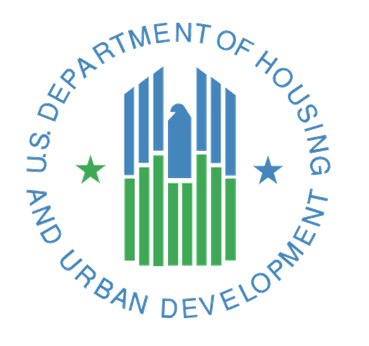 U.S. DEPARTMENT OF HOUSING
AND URBAN DEVELOPMENT